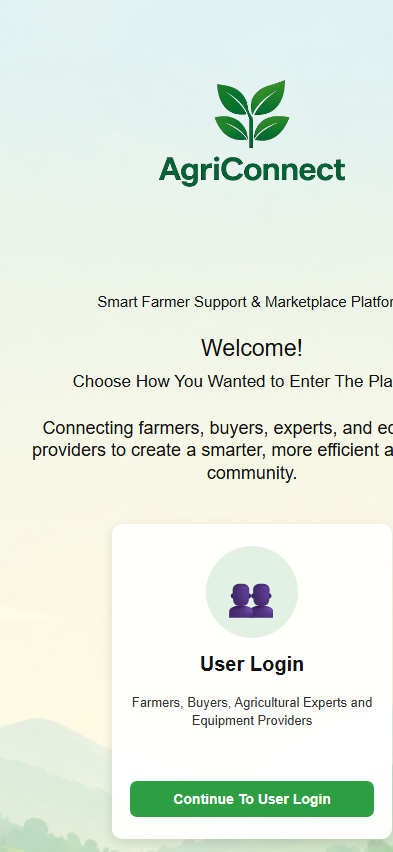 AgriConnect
Smart Farmer Support & Marketplace
Welcome!
Choose How You Wanted to Enter The
Connecting farmers, buyers, experts, and
providers to create a smarter, more efficient
community.
User Login
Farmers, Buyers, Agricultural Experts and
Equipment Providers
Continue To User Login